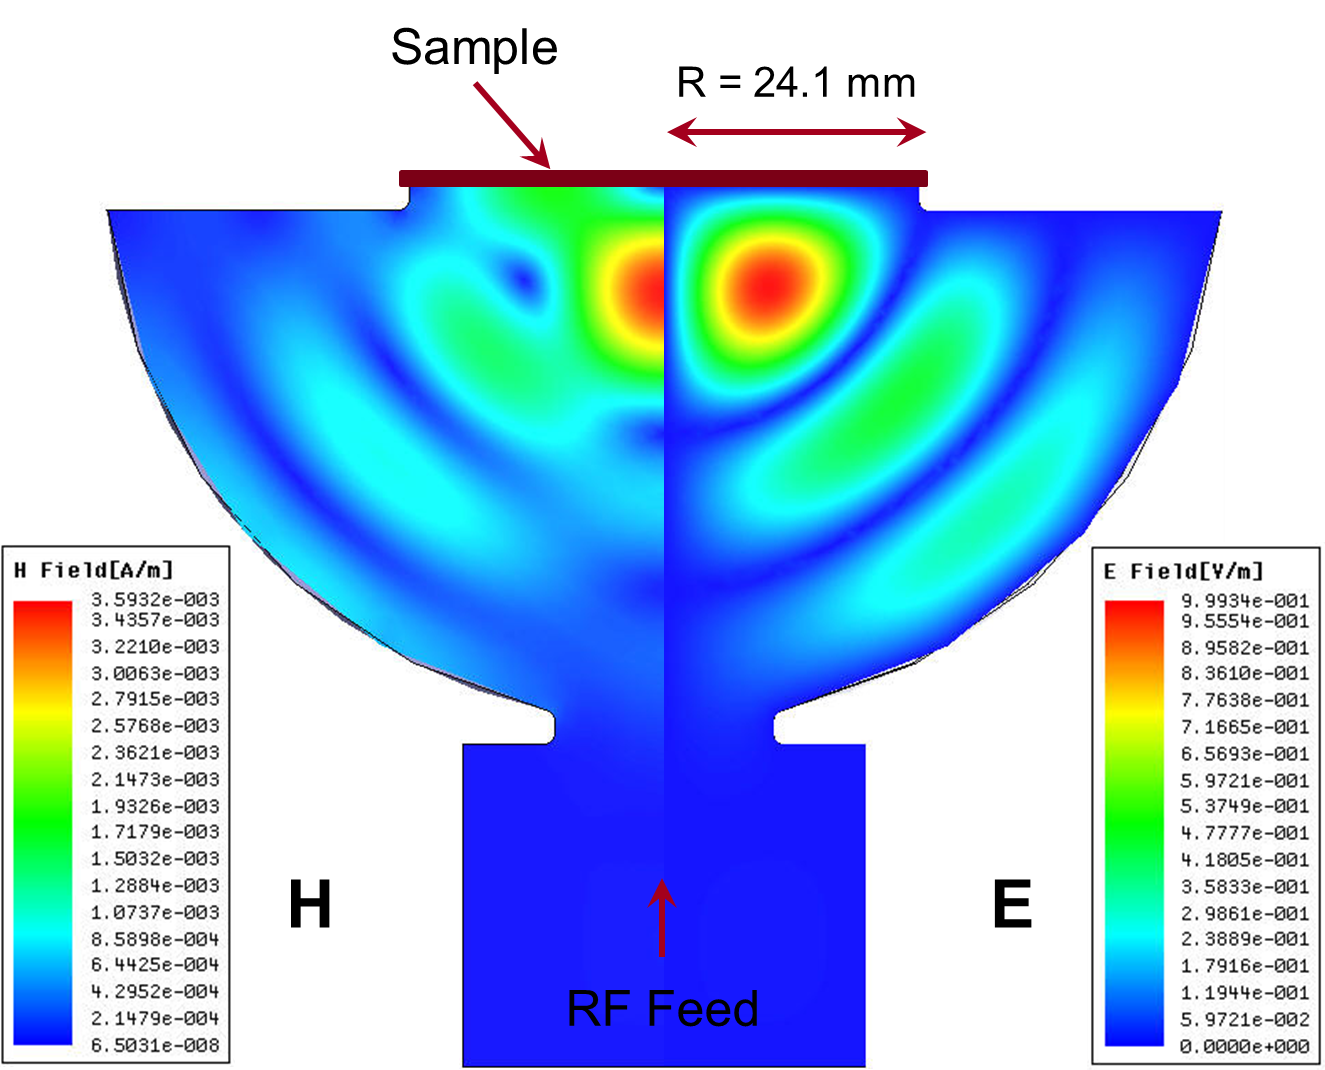 Sample
R = 24.1 mm
H Field[A/m]
3.5932e-003
3.4357e-003
3.2210e-003
3.0063e-003
2.7915e-003
2.5768e-003
2.3621e-003
2.1473e-003
1.9326e-003
1.7179e-003
1.5032e-003
1.2884e-003
1.0737e-003
8.5898e-004
6.4425e-004
4.2952e-004
2.1479e-004
6.5031e-008
E Field[V/m]
9.9934e-001
9.5554e-001
8.9582e-001
8.3610e-001
7.7638e-001
7.1665e-001
6.5693e-001
5.9721e-001
5.3749e-001
4.7777e-001
4.1805e-001
3.5833e-001
2.9861e-001
2.3889e-001
1.7916e-001
1.1944e-001
5.9721e-002
0.0000e+000
H
E
RF Feed